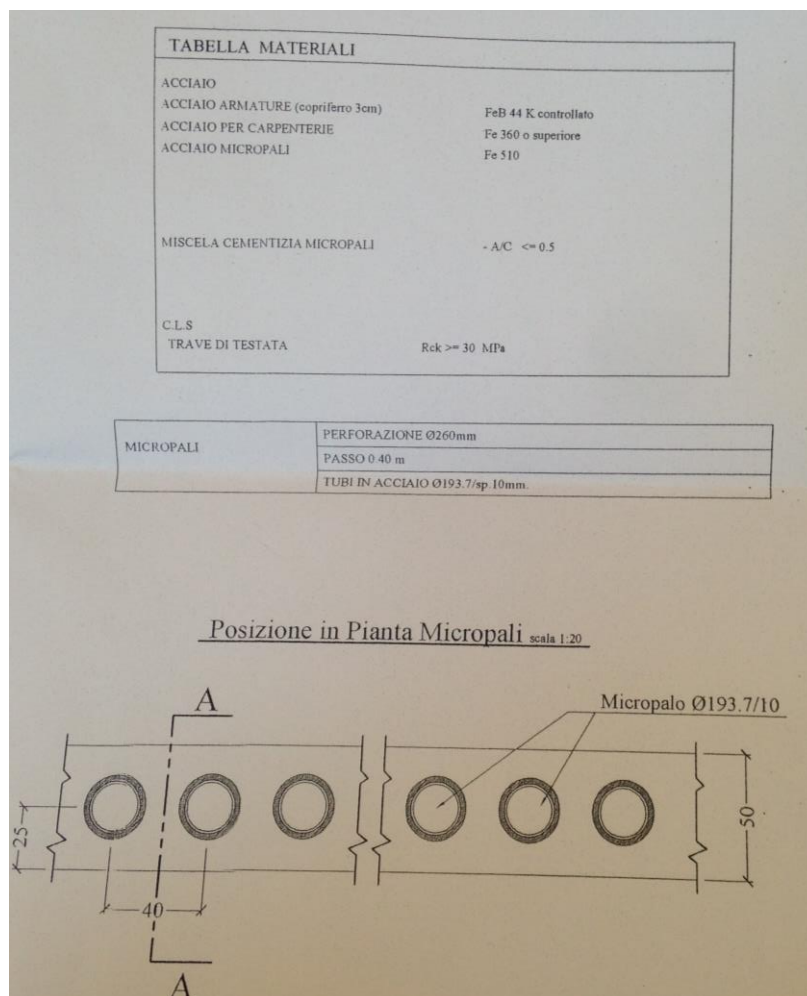 TABELLA MATERIALI
ACCIAIO
ACCIAIO ARMATURE (copriferro 3cm) FeB 44 K controllato
ACCIAIO PER CARPENTERIE Fe 360 o superiore
ACCIAIO MICROPALI Fe 510
MISCELA CEMENTIZIA MICROPALI - A/C <= 0.5
C.L.S
TRAVE DI TESTATA Rck >= 30 MPa
MICROPALI
PERFORAZIONE Ø260mm
PASSO 0.40 m
TUBI IN ACCIAIO Ø193.7/sp.10mm.
Posizione in Pianta Micropali scala 1:20
A
Micropalo Ø193.7/10
25
50
40
A